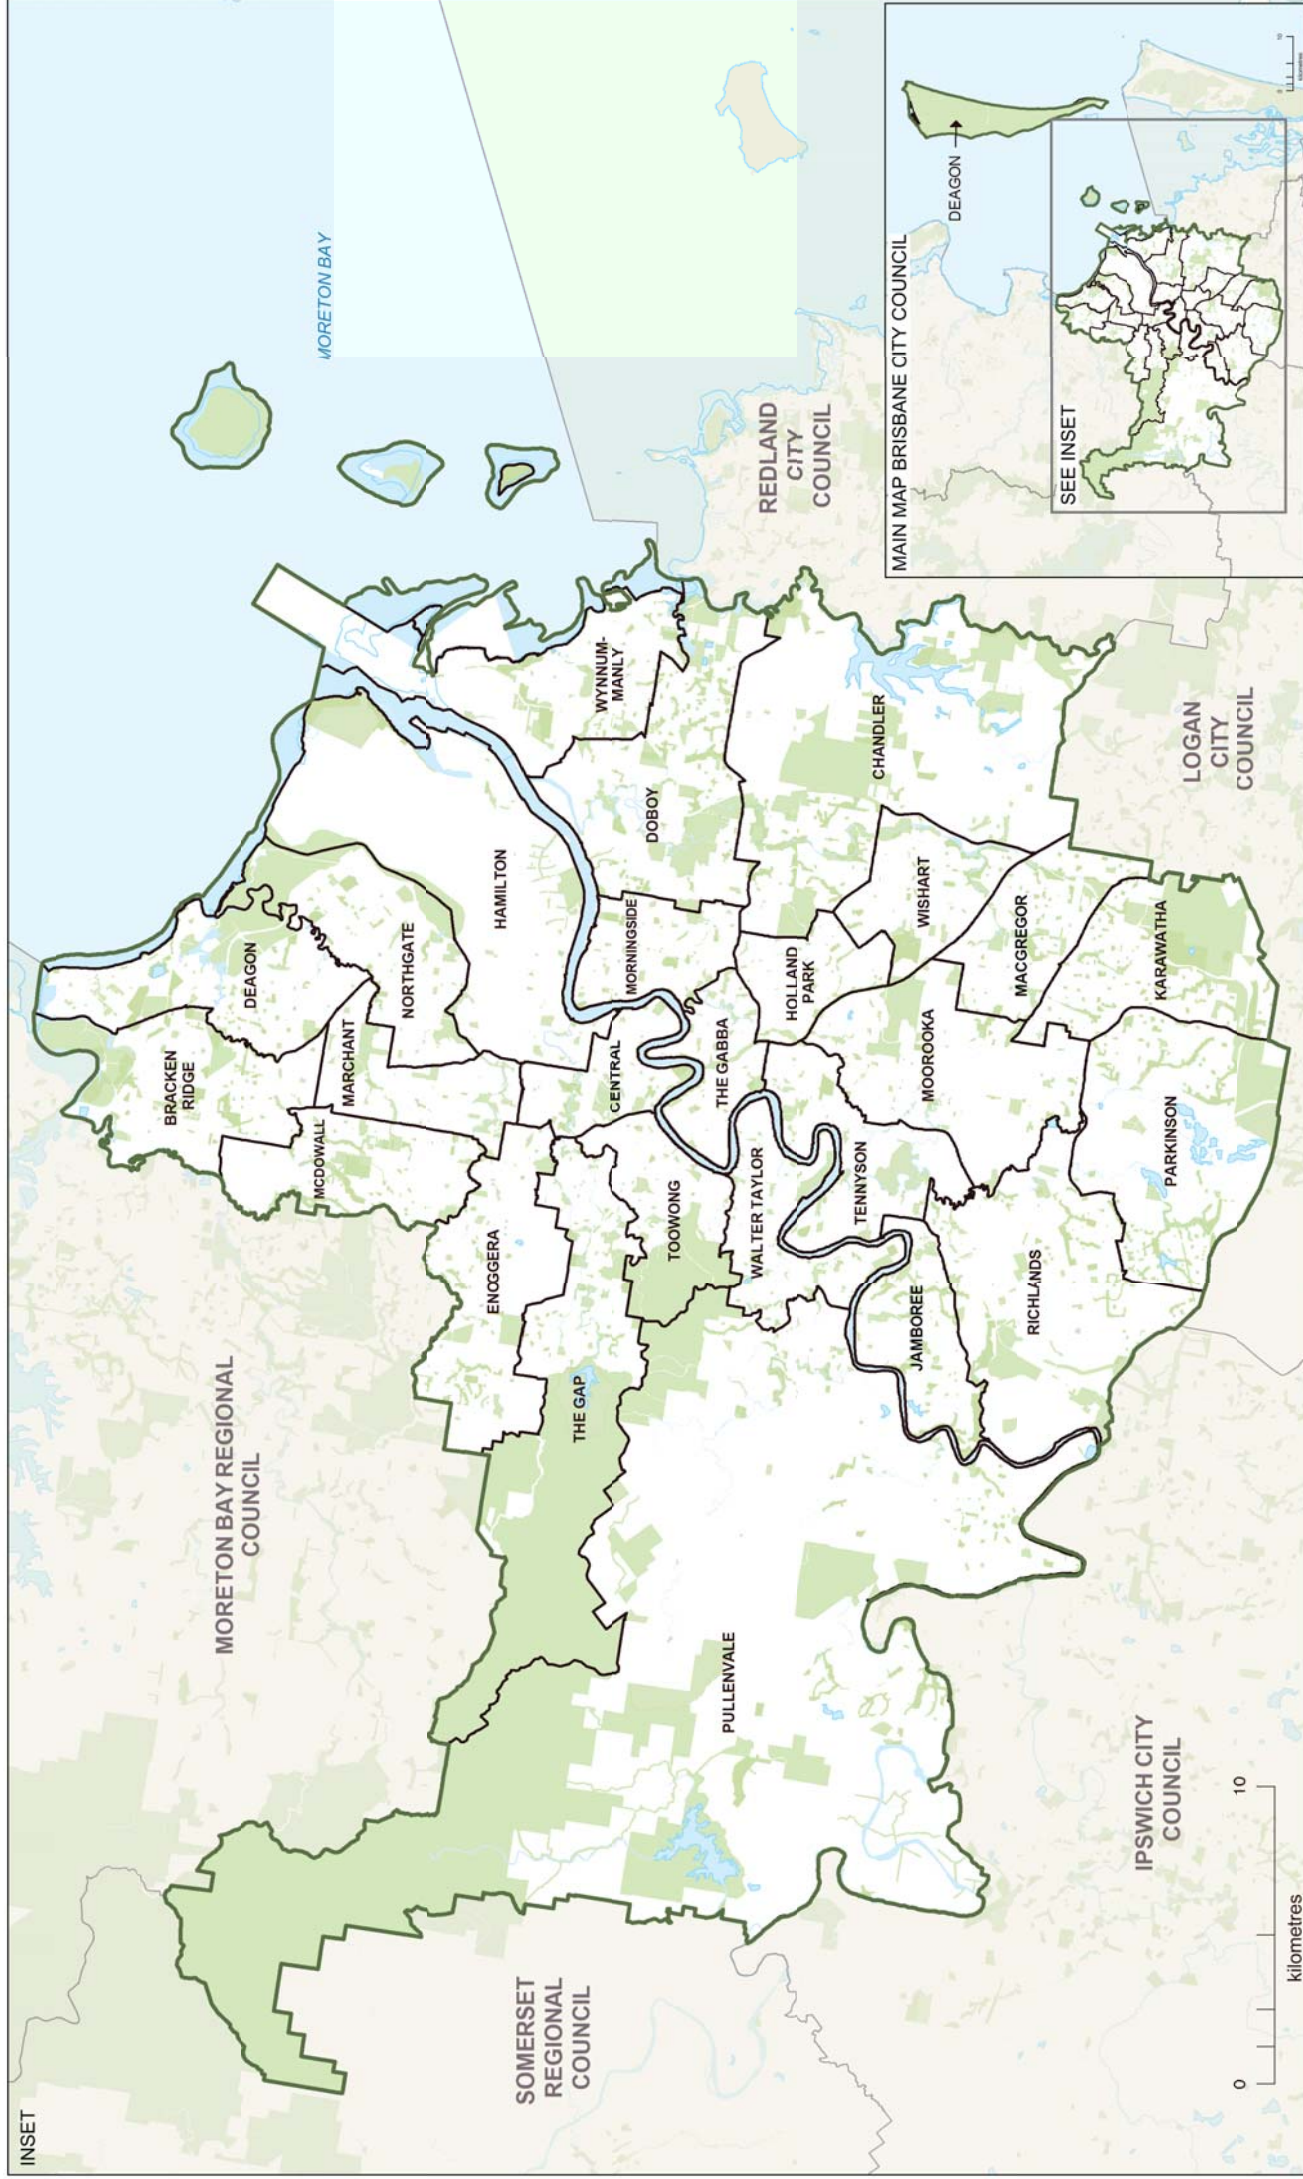 INSET
MORETON BAY
MORETON BAY REGIONAL
COUNCIL
SOMERSET
REGIONAL
COUNCIL
IPSWICH CITY
COUNCIL
LOGAN
CITY
COUNCIL
REDLAND
CITY
COUNCIL
BRACKEN
RIDGE
DEAGON
MCDOWALL
MARCHANT
NORTHGATE
HAMILTON
ENOGGERA
THE GAP
CENTRAL
TOOWONG
MORNINGSIDE
WYNNUM-
MANLY
DOBOY
THE GABBA
WALTER TAYLOR
HOLLAND
PARK
CHANDLER
PULLENVALE
TENNYSON
JAMBOREE
MOOROOKA
WISHART
MACGREGOR
RICHLANDS
KARAWATHA
PARKINSON
0
10
kilometres
MAIN MAP BRISBANE CITY COUNCIL
DEAGON
SEE INSET
0
10
kilometres